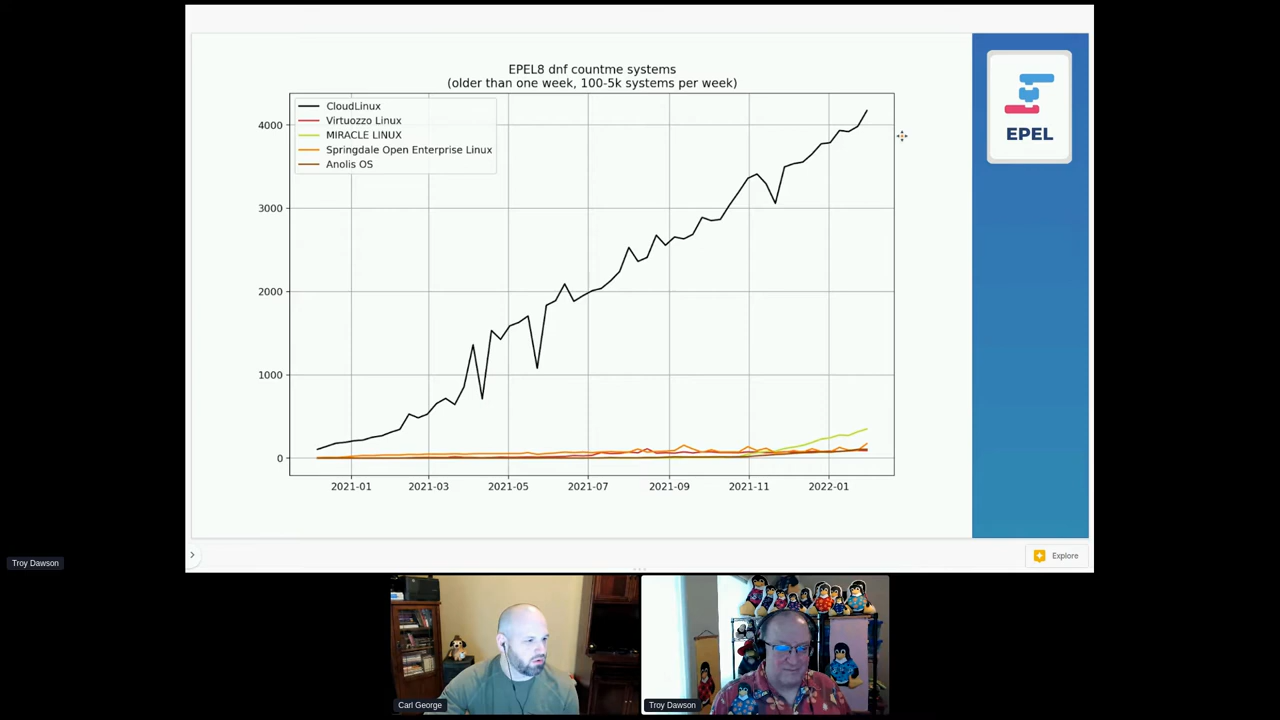 EPEL8 dnf countme systems
(older than one week, 100-5k systems per week)
CloudLinux
Virtuozzo Linux
MIRACLE LINUX
Springdale Open Enterprise Linux
Anolis OS
4000
3000
2000
1000
0
2021-01
2021-03
2021-05
2021-07
2021-09
2021-11
2022-01
EPEL
Explore
Troy Dawson
Carl George
Troy Dawson